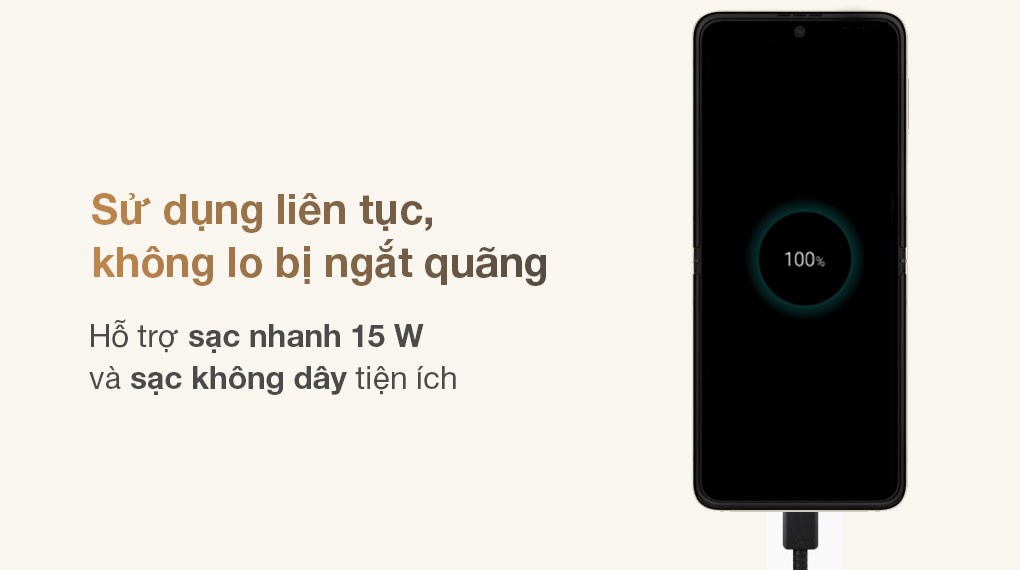 Sử dụng liên tục,
không lo bị ngắt quãng
Hỗ trợ sạc nhanh 15 W
và sạc không dây tiện ích
100%